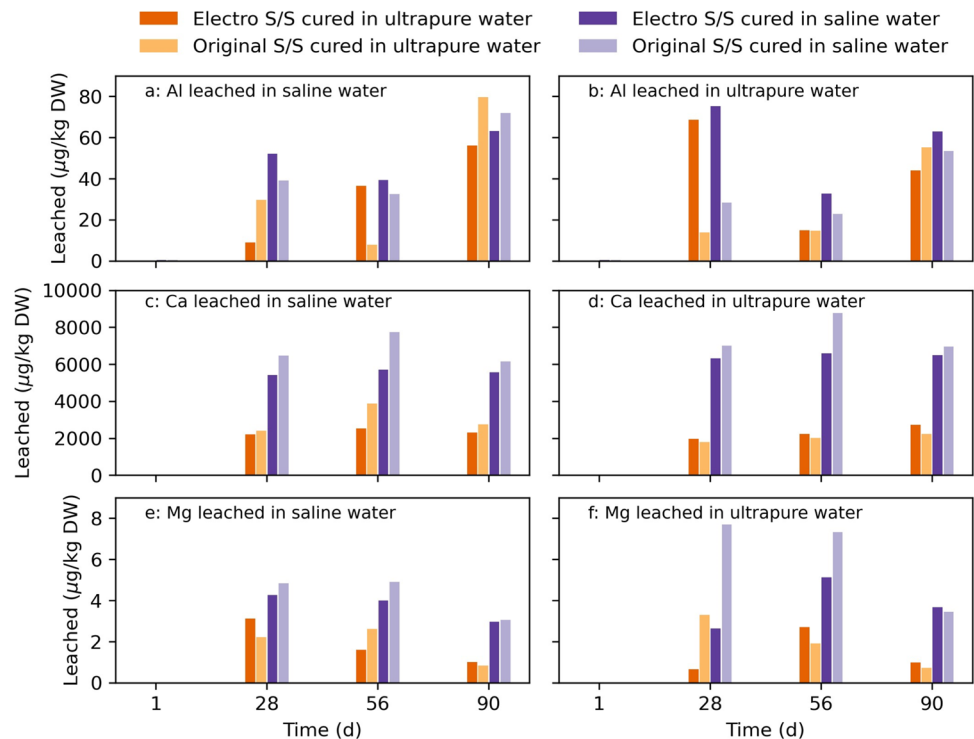 Electro S/S cured in ultrapure water
Electro S/S cured in saline water
Original S/S cured in ultrapure water
Original S/S cured in saline water
a: Al leached in saline water
b: Al leached in ultrapure water
80
60
40
20
0
Leached (µg/kg DW)
c: Ca leached in saline water
d: Ca leached in ultrapure water
10000
8000
6000
4000
2000
0
Leached (µg/kg DW)
e: Mg leached in saline water
f: Mg leached in ultrapure water
8
6
4
2
0
Leached (µg/kg DW)
1 28 56 90
1 28 56 90
Time (d)
Time (d)